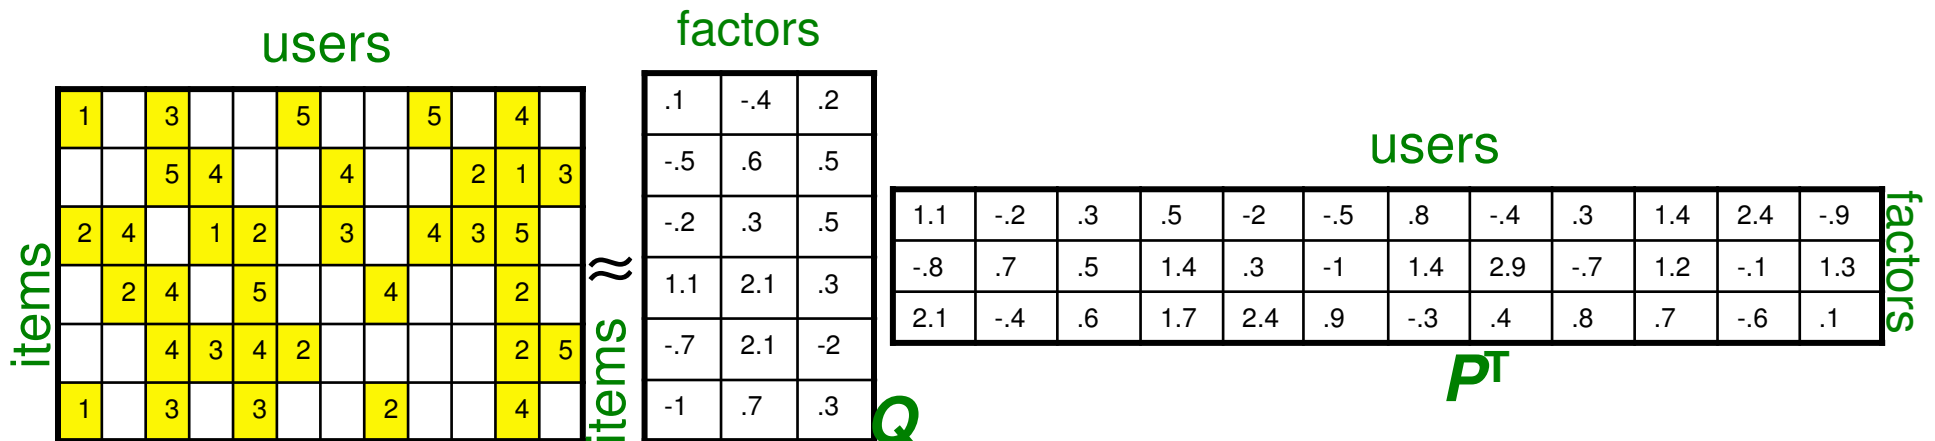 users
factors
users
items
1 3 5 5 4
5 4 4 2 1 3
2 4 1 2 3 4 3 5
2 4 5 4 2
4 3 4 2 2 5
1 3 3 2 4
≈
items
.1 -.4 .2
-.5 .6 .5
-.2 .3 .5
1.1 2.1 .3
-.7 2.1 -2
-1 .7 .3
Q
1.1 -.2 .3 .5 -2 -.5 .8 -.4 .3 1.4 2.4 -.9
-.8 .7 .5 1.4 .3 -1 1.4 2.9 -.7 1.2 -.1 1.3
2.1 -.4 .6 1.7 2.4 .9 -.3 .4 .8 .7 -.6 .1
factors
PT